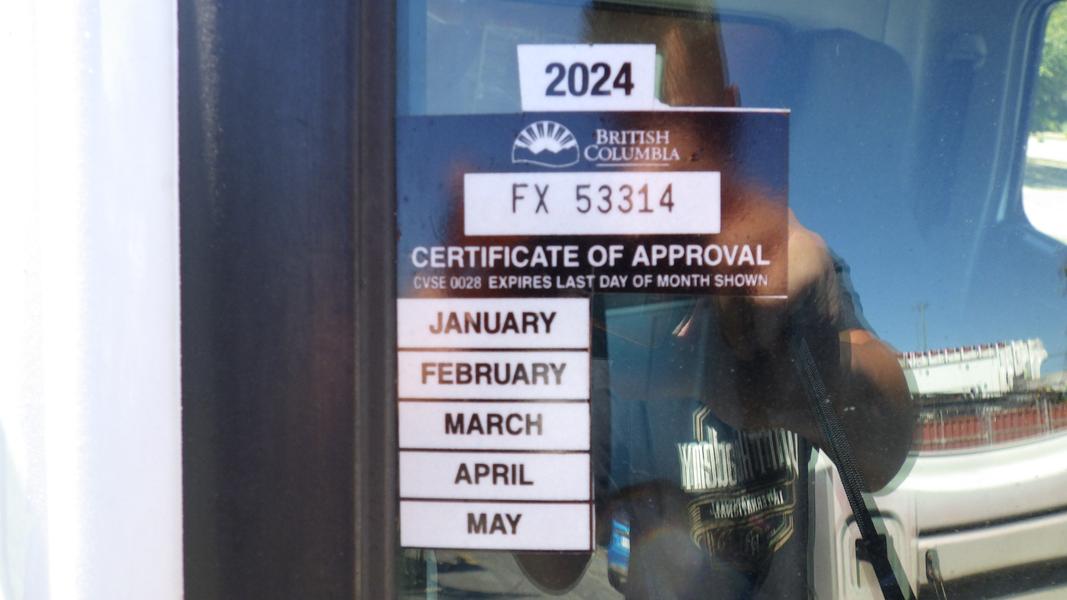 2024
BRITISH
COLUMBIA
FX 53314
CERTIFICATE OF APPROVAL
CVSE 0028 EXPIRES LAST DAY OF MONTH SHOWN
JANUARY
FEBRUARY
MARCH
APRIL
MAY